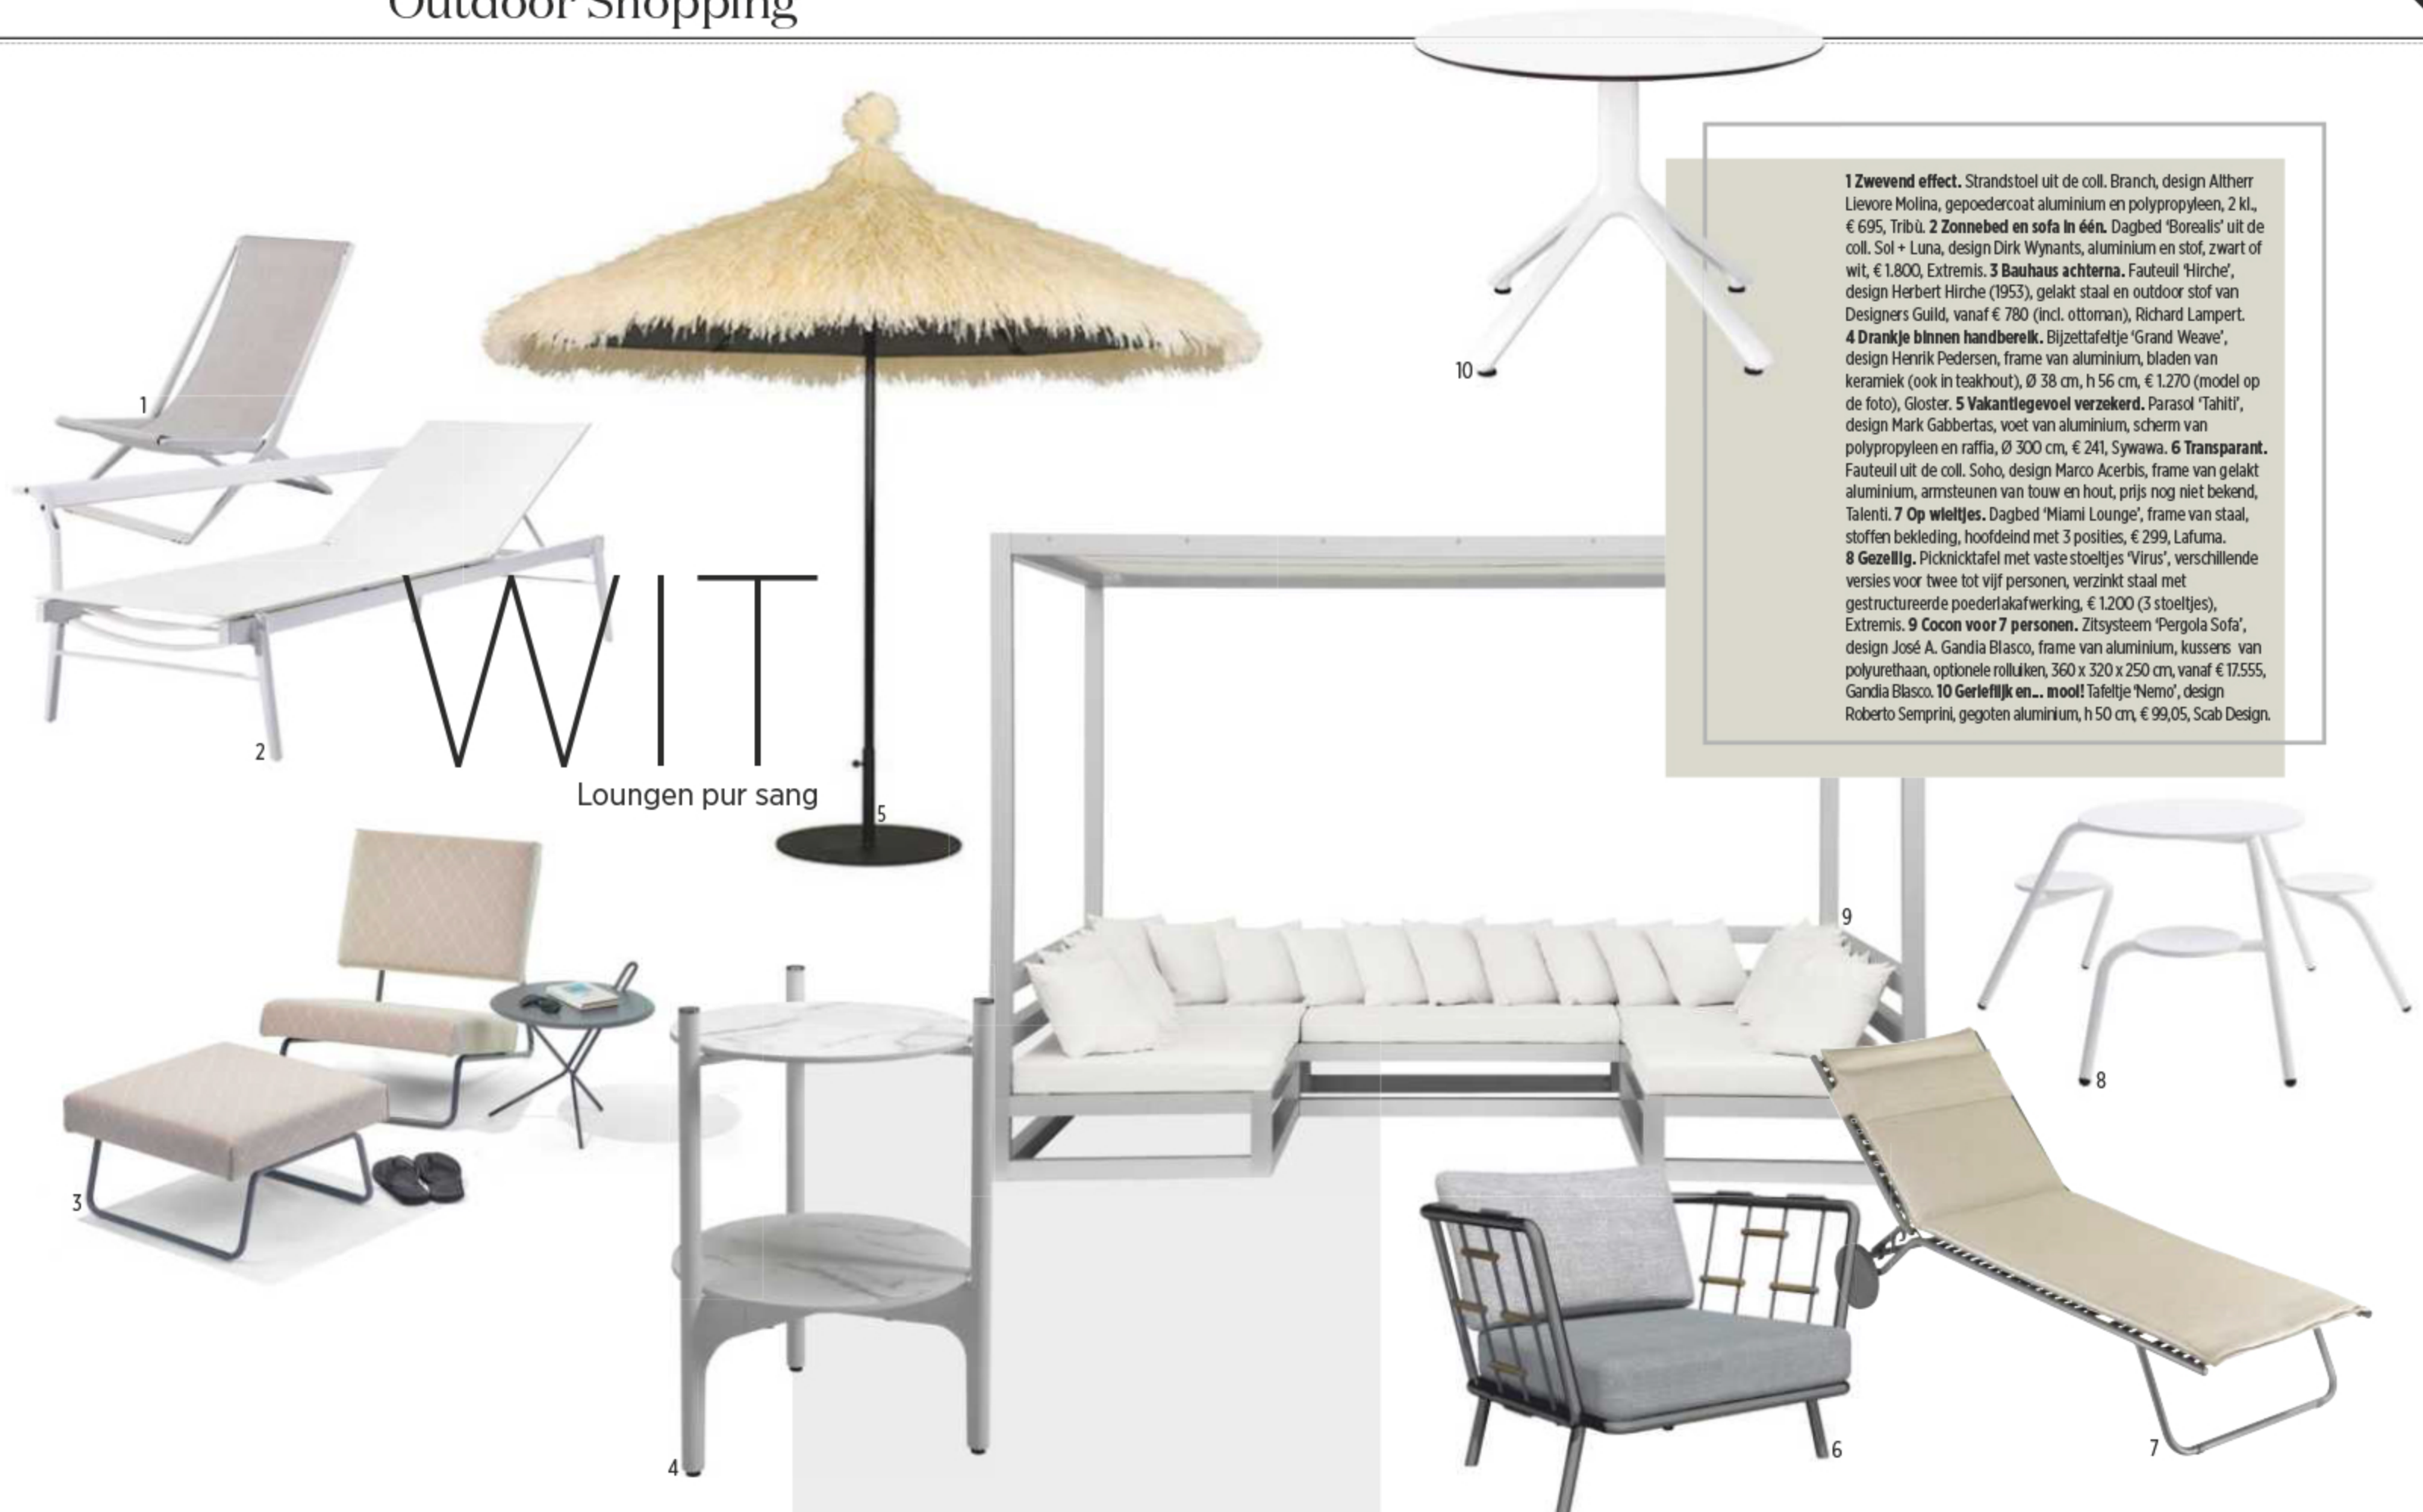 Outdoor Shopping
1 Zwevend effect. Strandstoel uit de coll. Branch, design Altherr
Lievore Molina, gepoedercoat aluminium en polypropyleen, 2 kl.,
€ 695, Tribù. 2 Zonnebed en sofa in één. Dagbed ‘Borealis’ uit de
coll. Sol + Luna, design Dirk Wynants, aluminium en stof, zwart of
wit, € 1.800, Extremis. 3 Bauhaus achterna. Fauteuil ‘Hirche’,
design Herbert Hirche (1953), gelakt staal en outdoor stof van
Designers Guild, vanaf € 780 (incl. ottoman), Richard Lampert.
4 Drankje binnen handbereik. Bijzettafeltje ‘Grand Weave’,
design Henrik Pedersen, frame van aluminium, bladen van
keramiek (ook in teakhout), Ø 38 cm, h 56 cm, € 1.270 (model op
de foto), Gloster. 5 Vakantiegevoel verzekerd. Parasol ‘Tahiti’,
design Mark Gabbertas, voet van aluminium, scherm van
polypropyleen en raffia, Ø 300 cm, € 241, Sywawa. 6 Transparant.
Fauteuil uit de coll. Soho, design Marco Acerbis, frame van gelakt
aluminium, armsteunen van touw en hout, prijs nog niet bekend,
Talenti. 7 Op wieltjes. Dagbed ‘Miami Lounge’, frame van staal,
stoffen bekleding, hoofdeind met 3 posities, € 299, Lafuma.
8 Gezellig. Picknicktafel met vaste stoeltjes ‘Virus’, verschillende
versies voor twee tot vijf personen, verzinkt staal met
gestructureerde poederlakafwerking, € 1.200 (3 stoeltjes),
Extremis. 9 Cocon voor 7 personen. Zitsysteem ‘Pergola Sofa’,
design José A. Gandia Blasco, frame van aluminium, kussens van
polyurethaan, optionele rolluiken, 360 x 320 x 250 cm, vanaf € 17.555,
Gandia Blasco. 10 Gerieflijk en... mooi! Tafeltje ‘Nemo’, design
Roberto Semprini, gegoten aluminium, h 50 cm, € 99,05, Scab Design.
10
1
2
WIT
Loungen pur sang
5
9
8
3
4
6
7